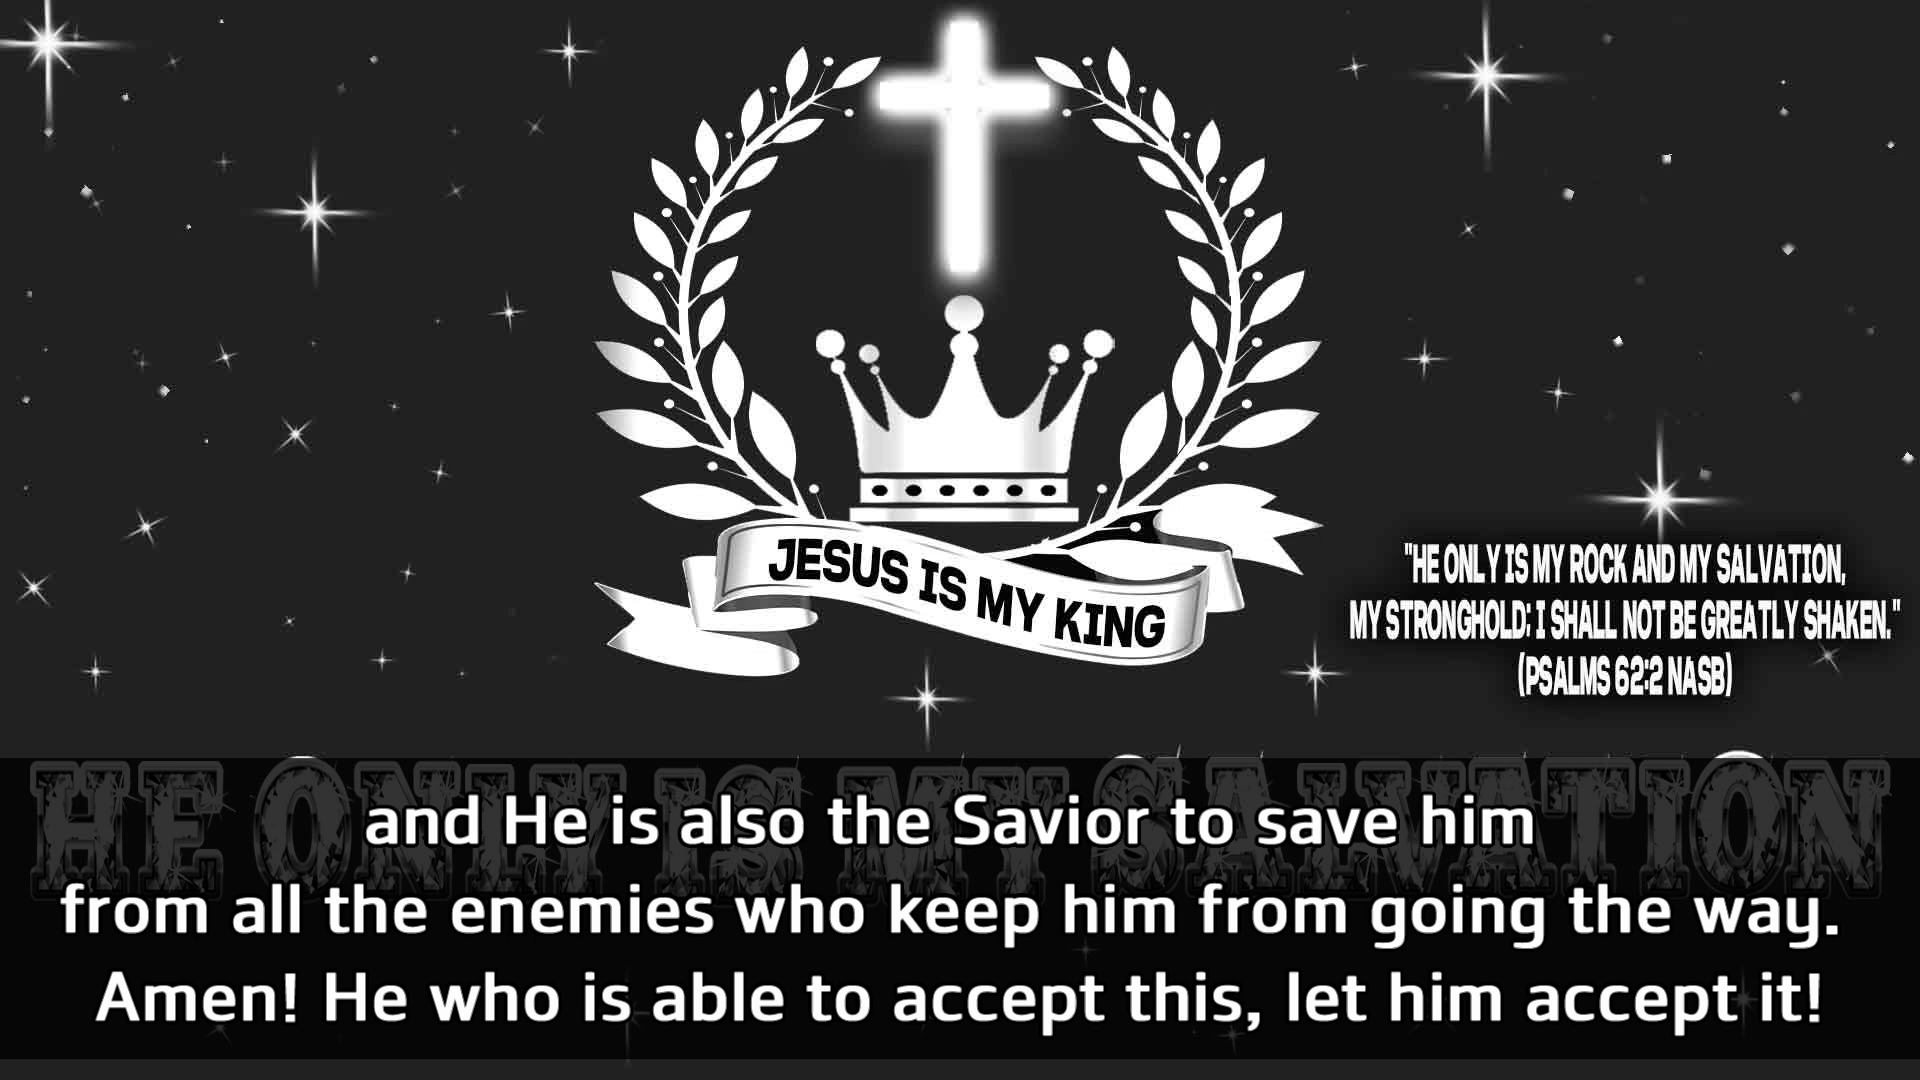 JESUS IS MY KING
"HE ONLY IS MY ROCK AND MY SALVATION,
MY STRONGHOLD; I SHALL NOT BE GREATLY SHAKEN."
(PSALMS 62:2 NASB)
HE ONLY IS MY SALVATION
and He is also the Savior to save him
from all the enemies who keep him from going the way.
Amen! He who is able to accept this, let him accept it!